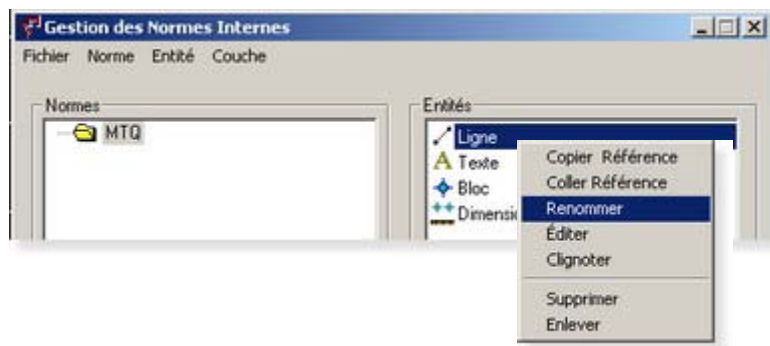 Gestion des Normes Internes
Fichier Norme Entité Couche
Normes
MTQ
Entités
Ligne
Texte
Bloc
Dimensio
Copier Référence
Coller Référence
Renommer
Éditer
Clignoter
Supprimer
Enlever